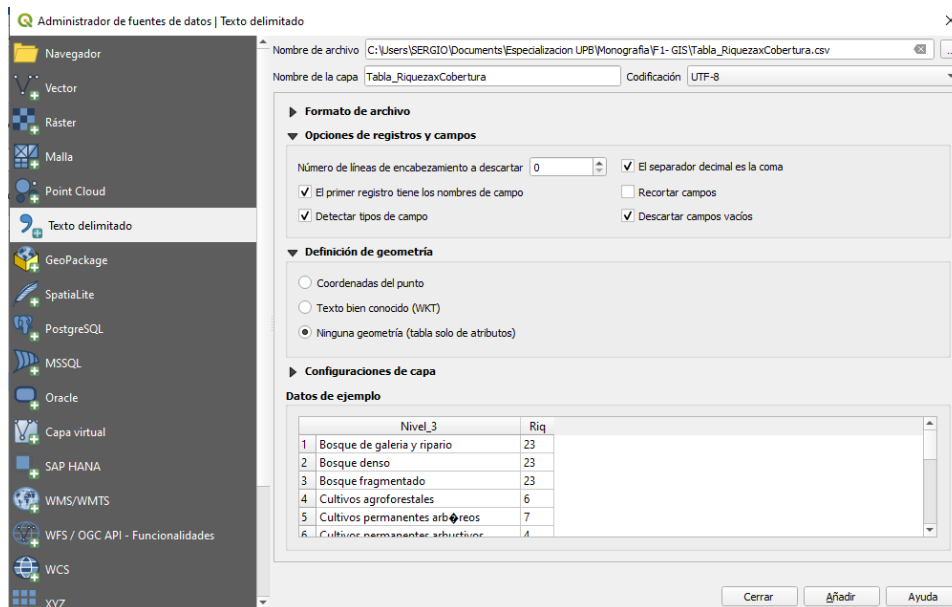 Administrador de fuentes de datos | Texto delimitado
Navegador
Vector
Ráster
Malla
Point Cloud
Texto delimitado
GeoPackage
SpatiaLite
PostgreSQL
MSSQL
Oracle
Capa virtual
SAP HANA
WMS/WMTS
WFS / OGC API - Funcionalidades
WCS
XYZ
Nombre de archivo C:\Users\SERGIO\Documents\Especializacion UPB\Monografia\F1- GIS\Tabla_RiquezaxCobertura.csv ...
Nombre de la capa Tabla_RiquezaxCobertura Codificación UTF-8
Formato de archivo
Opciones de registros y campos
Número de líneas de encabezamiento a descartar 0 El separador decimal es la coma
El primer registro tiene los nombres de campo Recortar campos
Detectar tipos de campo Descartar campos vacíos
Definición de geometría
Coordenadas del punto
Texto bien conocido (WKT)
Ninguna geometría (tabla solo de atributos)
Configuraciones de capa
Datos de ejemplo
Nivel_3 Riq
1 Bosque de galeria y ripario 23
2 Bosque denso 23
3 Bosque fragmentado 23
4 Cultivos agroforestales 6
5 Cultivos permanentes arb�reos 7
6 Cultivos permanentes arbustivos 4
Cerrar Añadir Ayuda